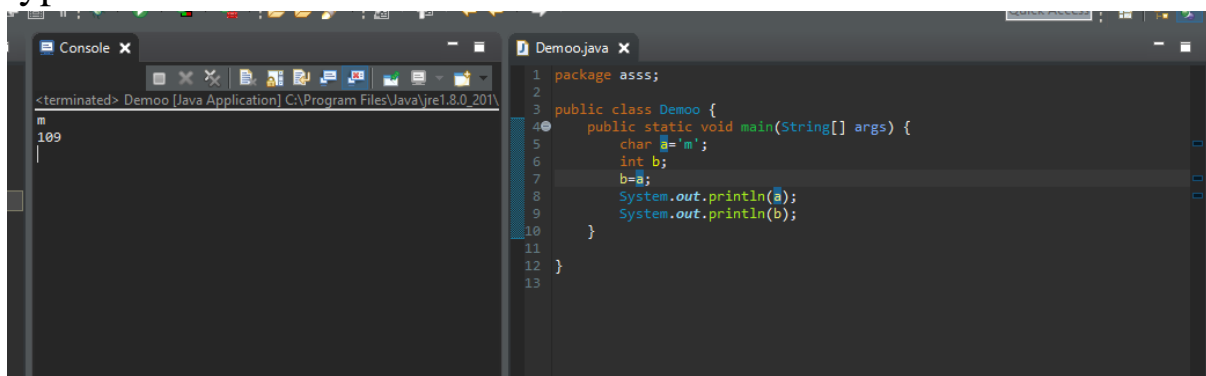 Quick Access
Console
<terminated> Demoo [Java Application] C:\Program Files\Java\jre1.8.0_201\
m
109
Demoo.java
1 package asss;
2
3 public class Demoo {
4 public static void main(String[] args) {
5 char a='m';
6 int b;
7 b=a;
8 System.out.println(a);
9 System.out.println(b);
10 }
11
12 }
13